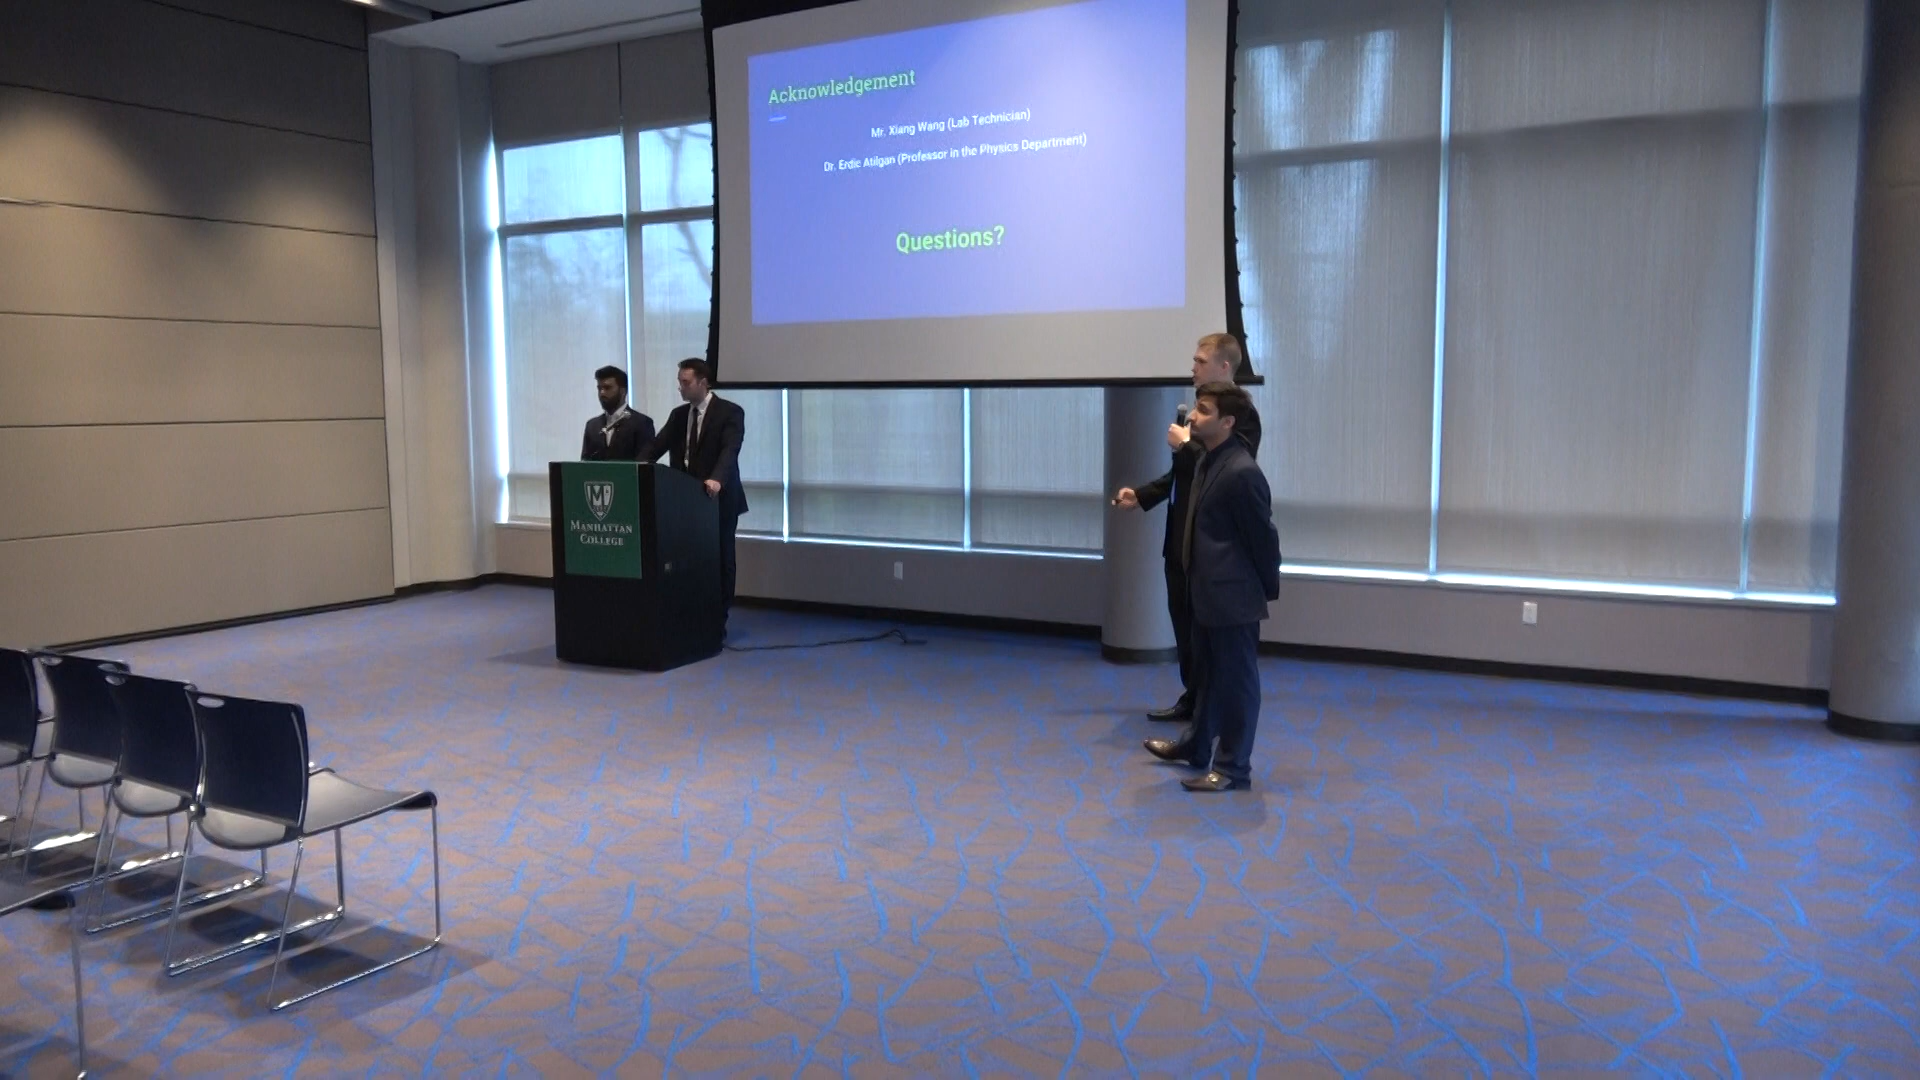 Acknowledgement
Mr. Xiang Wang (Lab Technician)
Dr. Erdic Atilgan (Professor in the Physics Department)
Questions?
M
MANHATTAN
COLLEGE